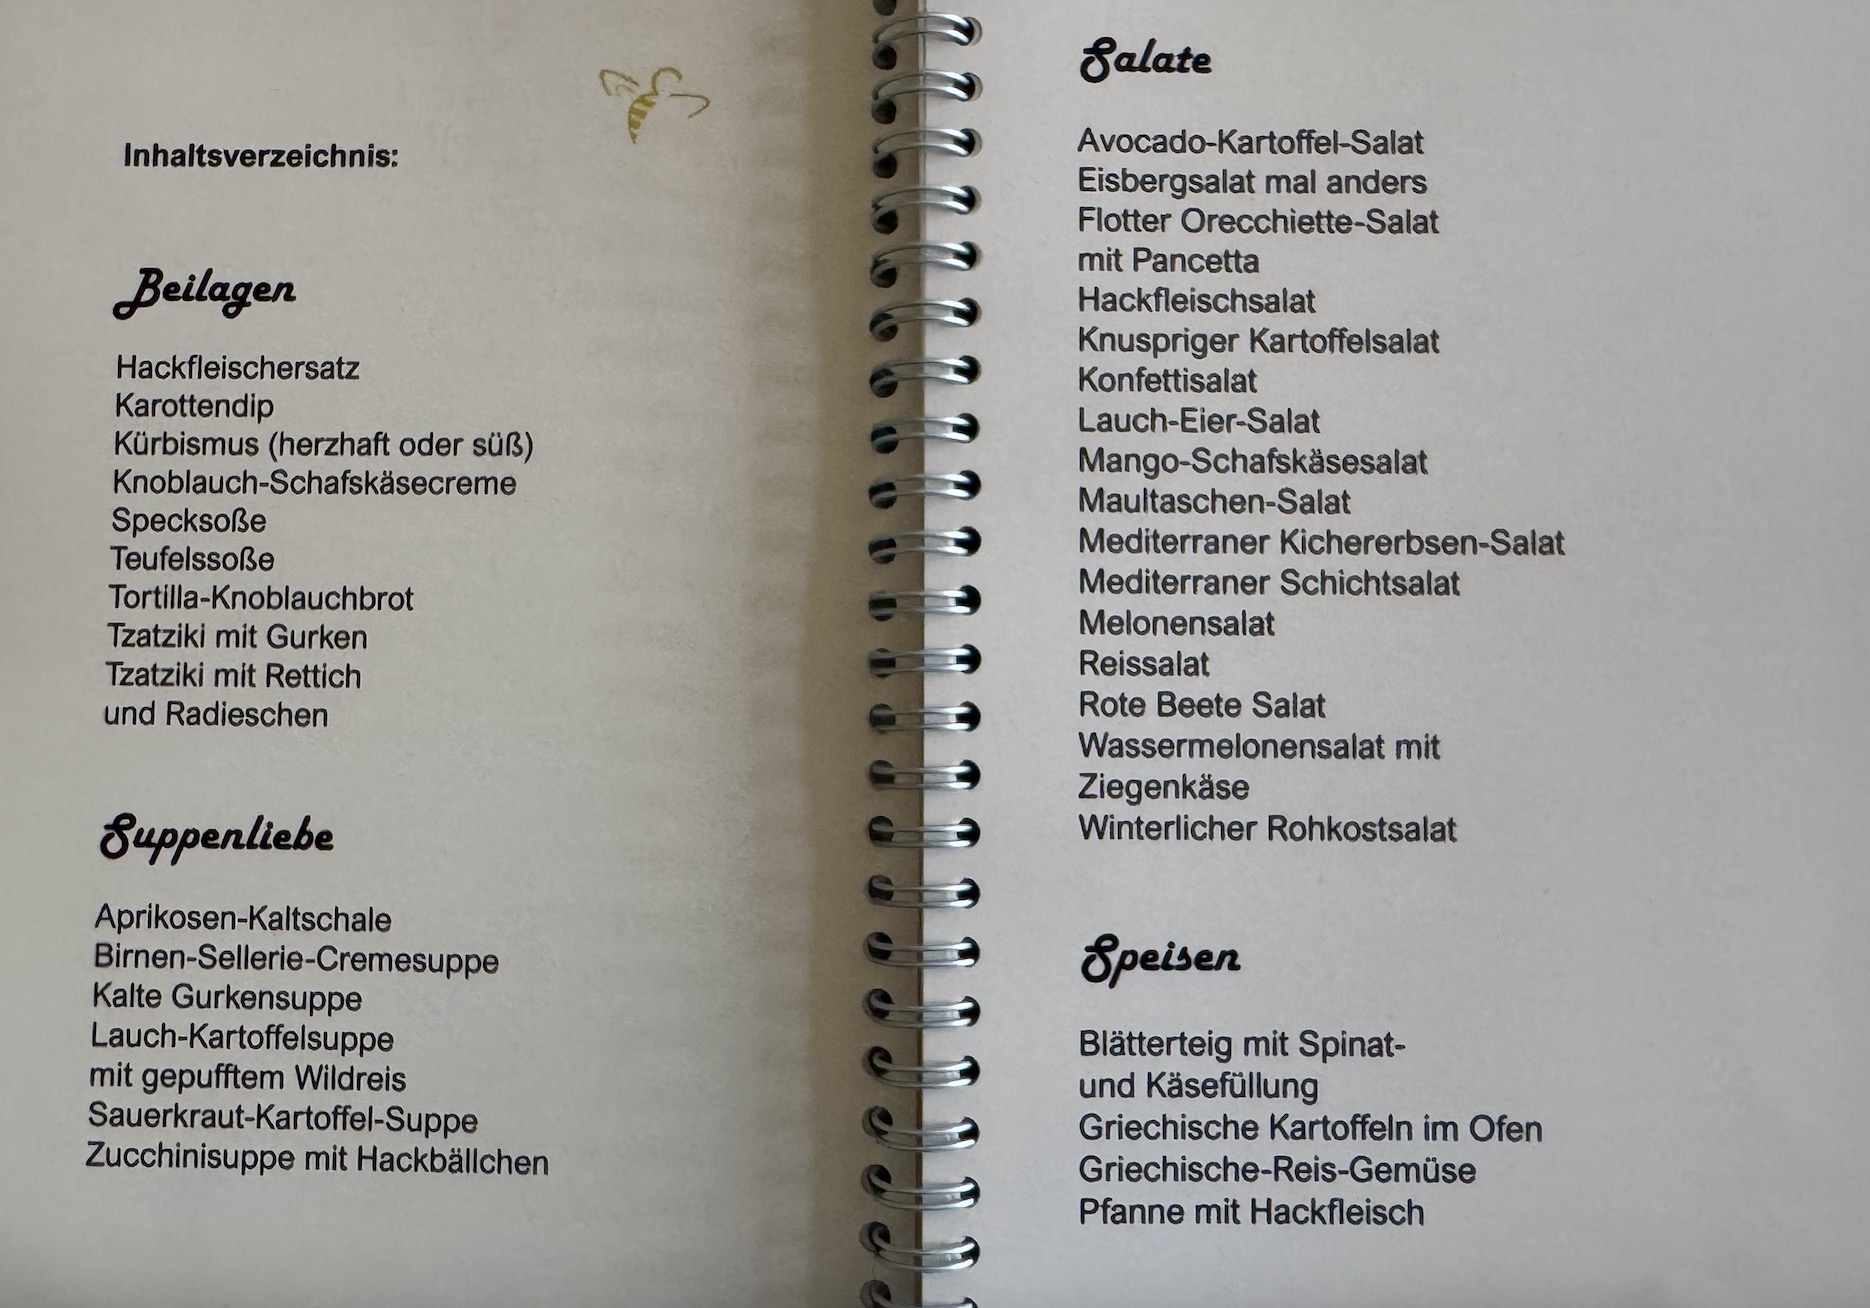 Inhaltsverzeichnis:
Beilagen
Hackfleischersatz
Karottendip
Kürbismus (herzhaft oder süß)
Knoblauch-Schafskäsecreme
Specksoße
Teufelssoße
Tortilla-Knoblauchbrot
Tzatziki mit Gurken
Tzatziki mit Rettich
und Radieschen
Suppenliebe
Aprikosen-Kaltschale
Birnen-Sellerie-Cremesuppe
Kalte Gurkensuppe
Lauch-Kartoffelsuppe
mit gepufftem Wildreis
Sauerkraut-Kartoffel-Suppe
Zucchinisuppe mit Hackbällchen
Salate
Avocado-Kartoffel-Salat
Eisbergsalat mal anders
Flotter Orecchiette-Salat
mit Pancetta
Hackfleischsalat
Knuspriger Kartoffelsalat
Konfettisalat
Lauch-Eier-Salat
Mango-Schafskäsesalat
Maultaschen-Salat
Mediterraner Kichererbsen-Salat
Mediterraner Schichtsalat
Melonensalat
Reissalat
Rote Beete Salat
Wassermelonensalat mit
Ziegenkäse
Winterlicher Rohkostsalat
Speisen
Blätterteig mit Spinat-
und Käsefüllung
Griechische Kartoffeln im Ofen
Griechische-Reis-Gemüse
Pfanne mit Hackfleisch